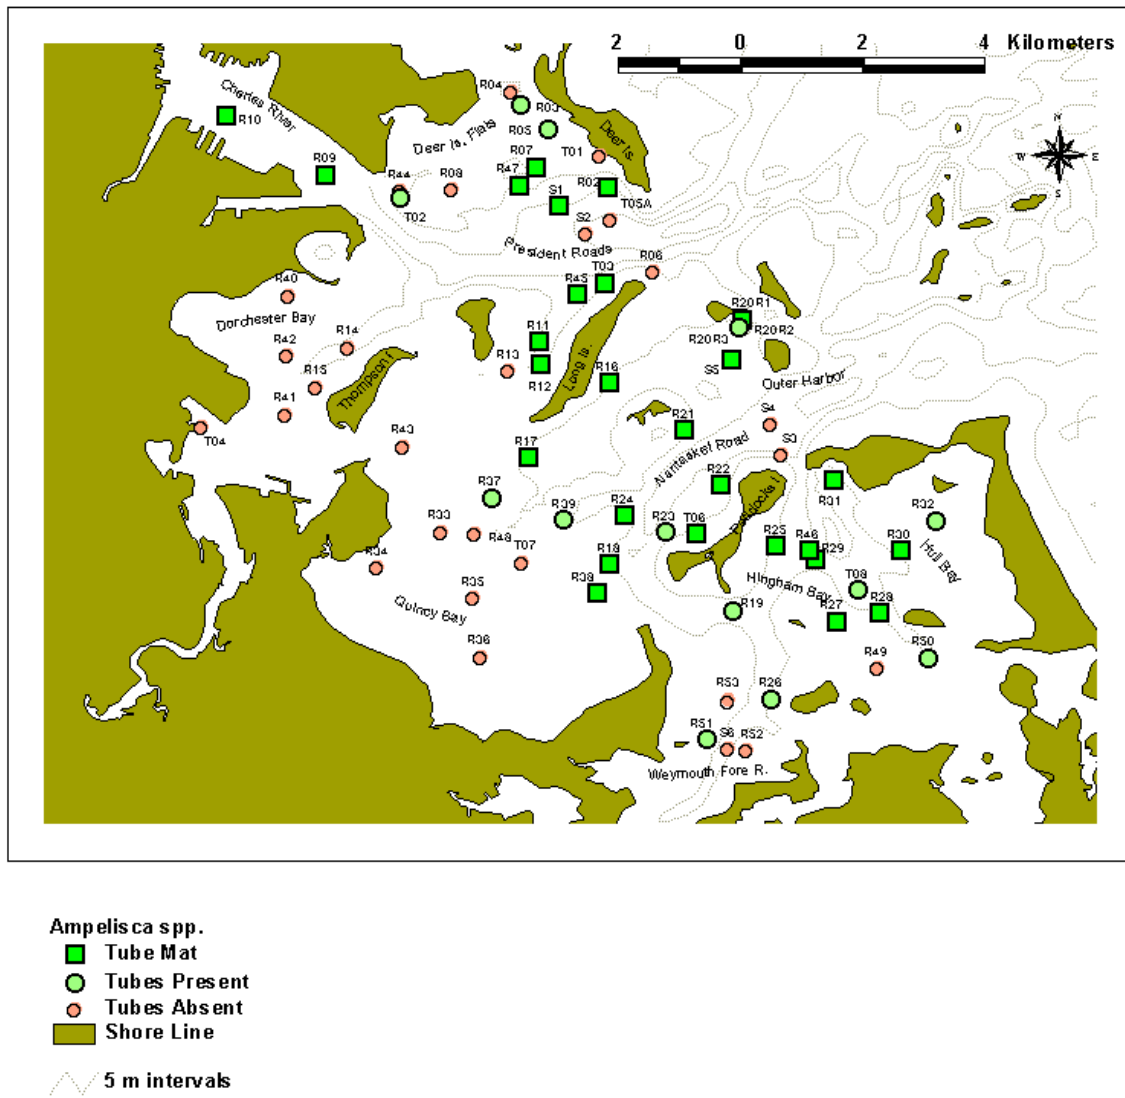 2 0 2 4 Kilometers
N
W E
S
R04
R03
Charles River
R10
R05
Deer Is. Flats
Deer Is.
T01
R07
R09
R47
R44 R08
R02
S1
T05A
T02
S2
President Roads
R06
T03
R45
R40
Dorchester Bay
R20R1
R20R2
R20R3
R11
R14
R42
R13
R12
Long Is.
S5
R16
Outer Harbor
R15
Thompson I
R41
T04
R21
S4
R43
Nantasket Road
S3
R17
R22
R37
Peddocks I
R31
R39
R24
R32
R33
R48
R23
T06
R25
R46
R29
R30
Hull Bay
R34
T07
R18
R38
Hingham Bay
T08
R35
Quincy Bay
R19
R27
R28
R36
R49
R50
R53
R26
R51
S6
R52
Weymouth Fore R.
Ampelisca spp.
Tube Mat
Tubes Present
Tubes Absent
Shore Line
5 m intervals